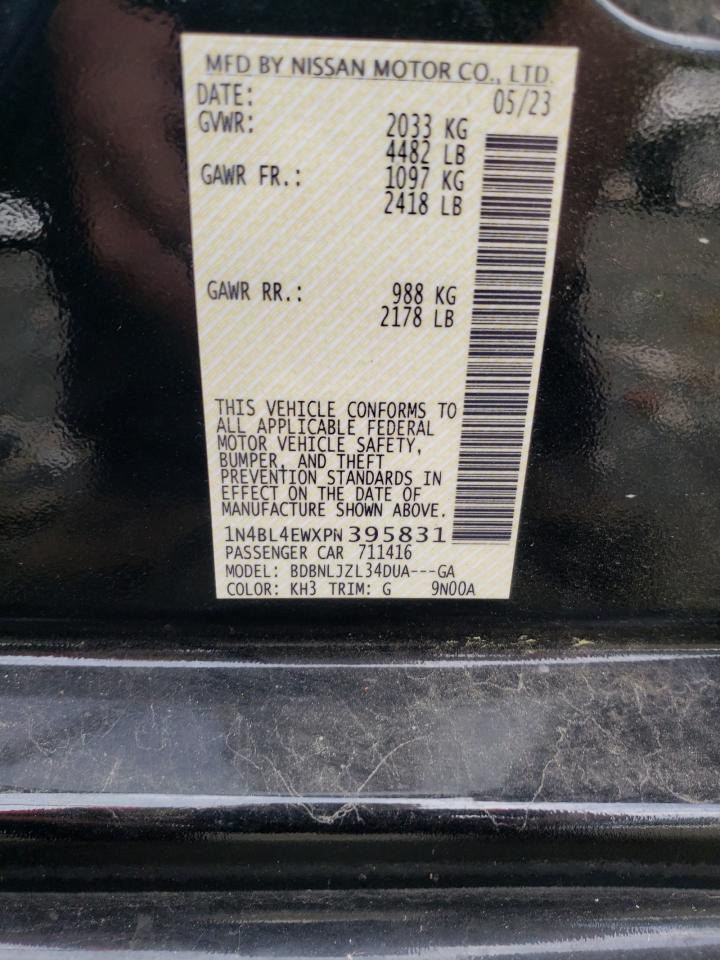 MFD BY NISSAN MOTOR CO., LTD.
DATE: 05/23
GVWR: 2033 KG
4482 LB
GAWR FR.: 1097 KG
2418 LB
GAWR RR.: 988 KG
2178 LB
THIS VEHICLE CONFORMS TO
ALL APPLICABLE FEDERAL
MOTOR VEHICLE SAFETY,
BUMPER, AND THEFT
PREVENTION STANDARDS IN
EFFECT ON THE DATE OF
MANUFACTURE SHOWN ABOVE.
1N4BL4EWXPN395831
PASSENGER CAR 711416
MODEL: BDBNLJZL34DUA---GA
COLOR: KH3 TRIM: G 9N00A